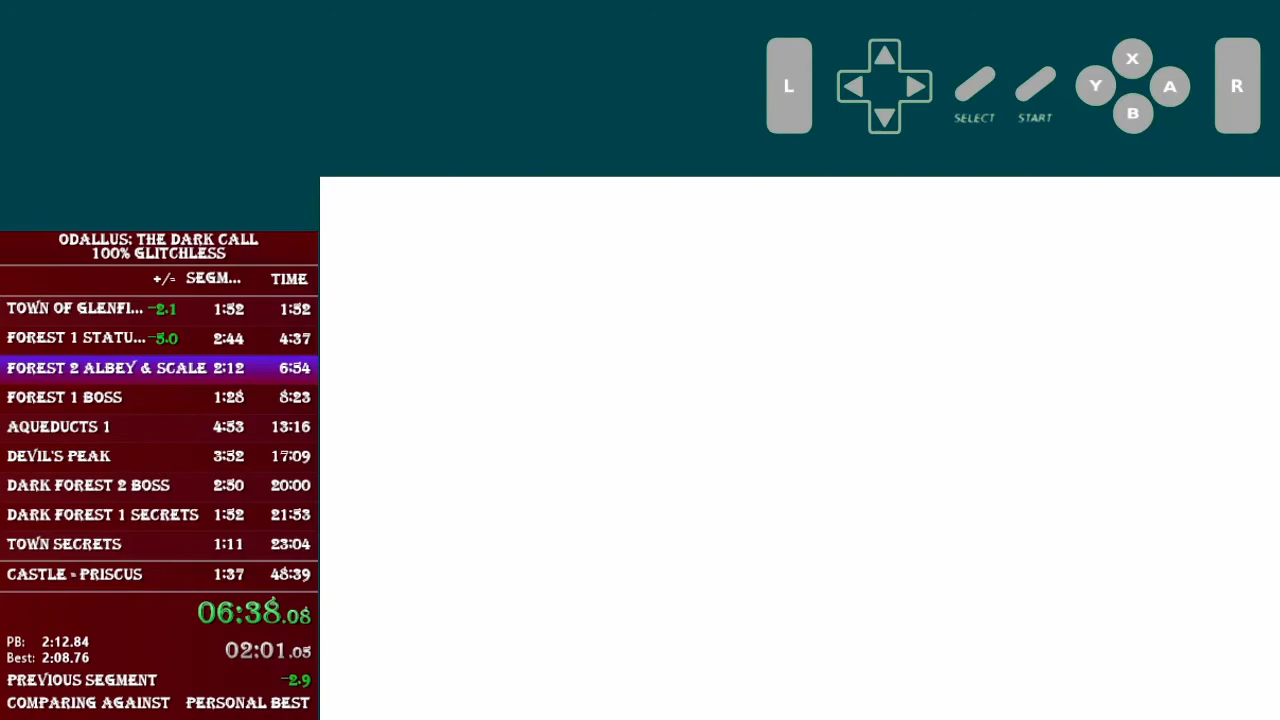 L SELECT START X Y A B R
ODALLUS: THE DARK CALL
100% GLITCHLESS
+/- SEGM... TIME
TOWN OF GLENFI... -2.1 1:52 1:52
FOREST 1 STATU... -5.0 2:44 4:37
FOREST 2 ALBEY & SCALE 2:12 6:54
FOREST 1 BOSS 1:28 8:23
AQUEDUCTS 1 4:53 13:16
DEVIL'S PEAK 3:52 17:09
DARK FOREST 2 BOSS 2:50 20:00
DARK FOREST 1 SECRETS 1:52 21:53
TOWN SECRETS 1:11 23:04
CASTLE - PRISCUS 1:37 48:39
06:38.08
PB: 2:12.84
Best: 2:08.76
02:01.05
PREVIOUS SEGMENT -2.9
COMPARING AGAINST PERSONAL BEST